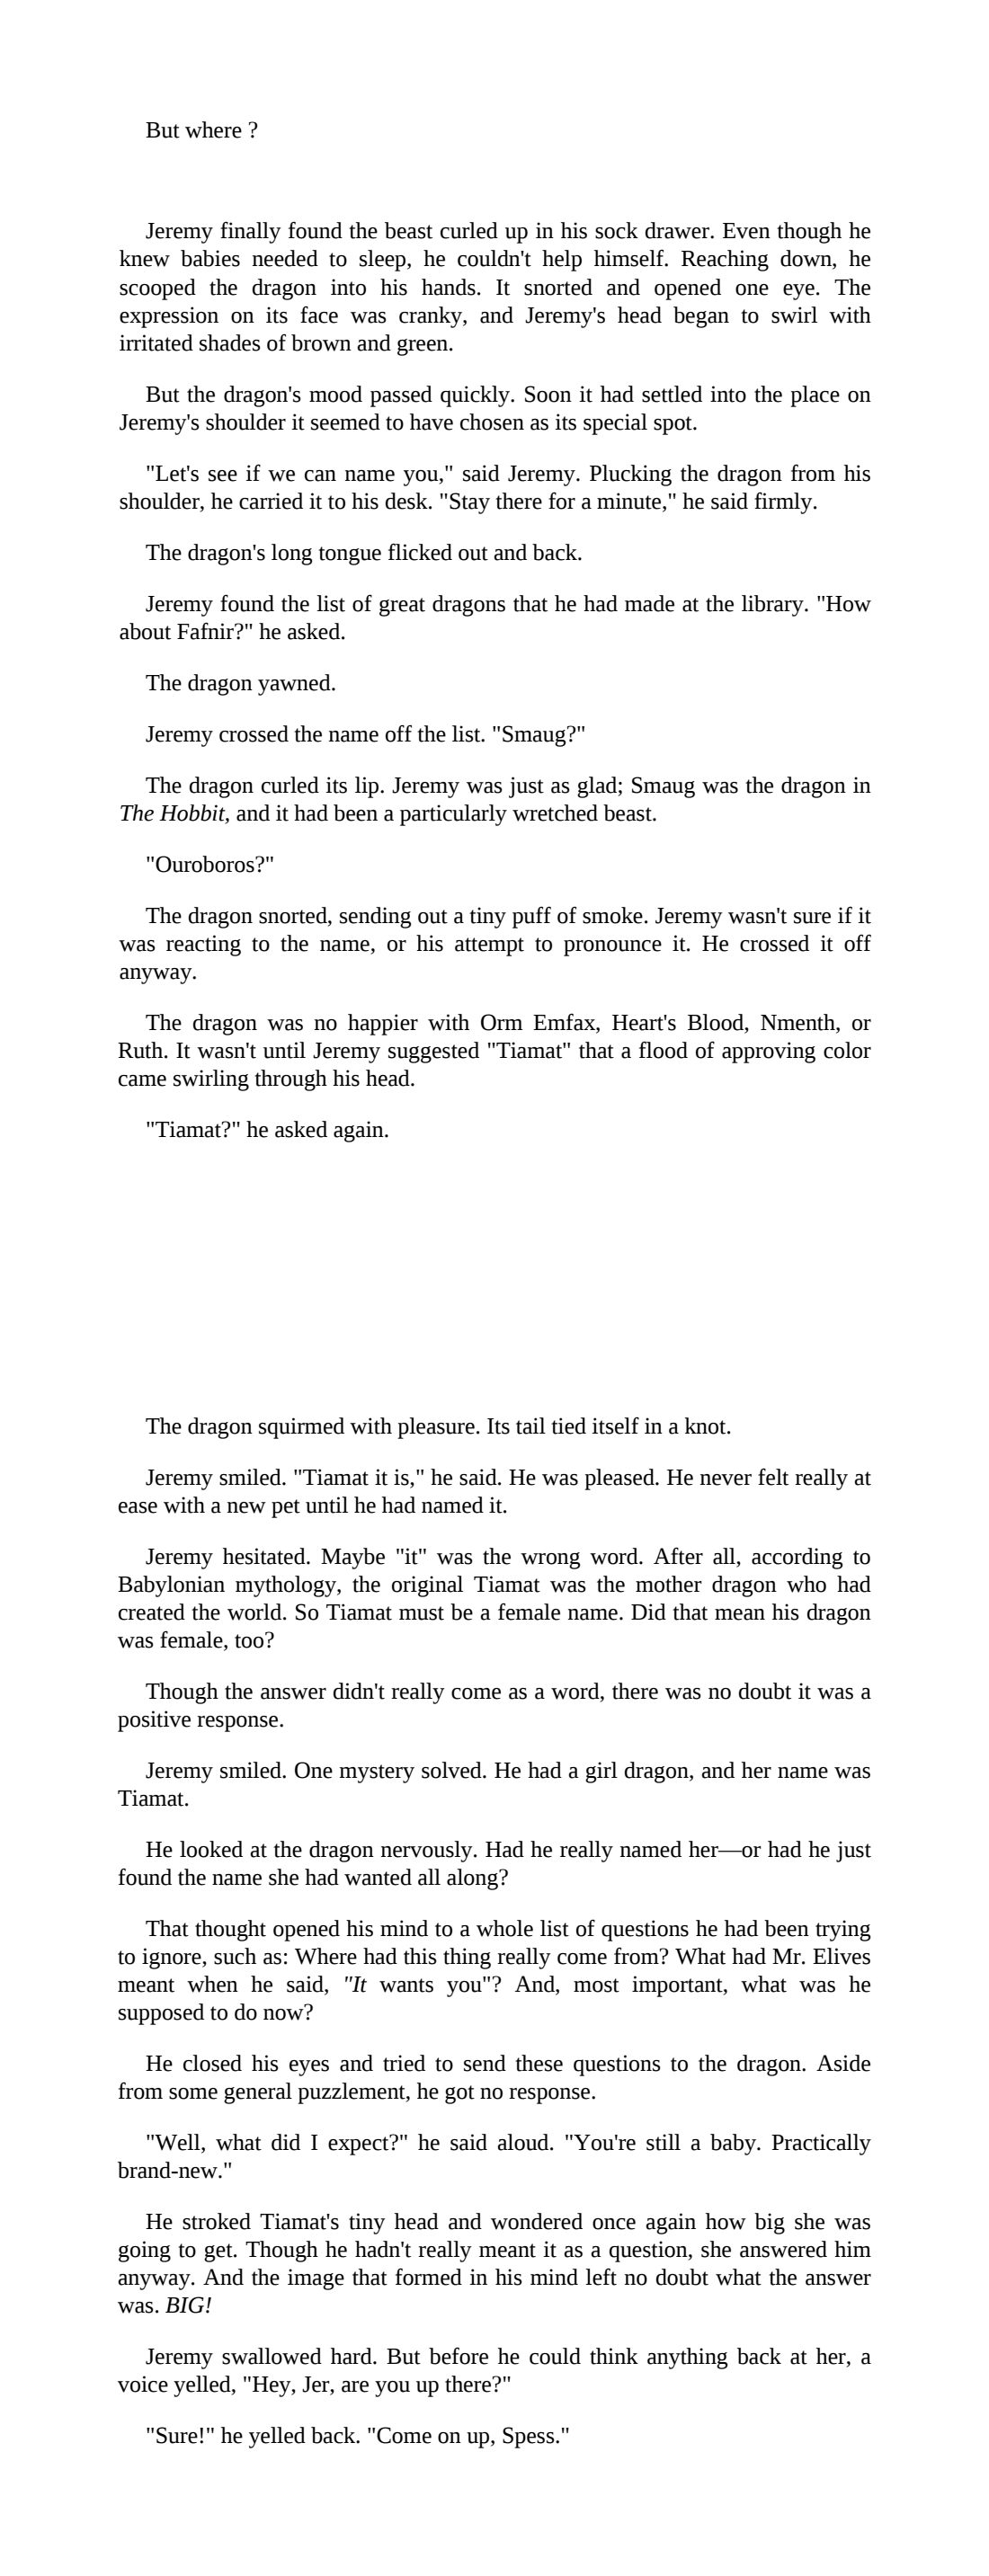 But where ?
Jeremy finally found the beast curled up in his sock drawer. Even though he
knew babies needed to sleep, he couldn't help himself. Reaching down, he
scooped the dragon into his hands. It snorted and opened one eye. The
expression on its face was cranky, and Jeremy's head began to swirl with
irritated shades of brown and green.
But the dragon's mood passed quickly. Soon it had settled into the place on
Jeremy's shoulder it seemed to have chosen as its special spot.
"Let's see if we can name you," said Jeremy. Plucking the dragon from his
shoulder, he carried it to his desk. "Stay there for a minute," he said firmly.
The dragon's long tongue flicked out and back.
Jeremy found the list of great dragons that he had made at the library. "How
about Fafnir?" he asked.
The dragon yawned.
Jeremy crossed the name off the list. "Smaug?"
The dragon curled its lip. Jeremy was just as glad; Smaug was the dragon in
The Hobbit, and it had been a particularly wretched beast.
"Ouroboros?"
The dragon snorted, sending out a tiny puff of smoke. Jeremy wasn't sure if it
was reacting to the name, or his attempt to pronounce it. He crossed it off
anyway.
The dragon was no happier with Orm Emfax, Heart's Blood, Nmenth, or
Ruth. It wasn't until Jeremy suggested "Tiamat" that a flood of approving color
came swirling through his head.
"Tiamat?" he asked again.
The dragon squirmed with pleasure. Its tail tied itself in a knot.
Jeremy smiled. "Tiamat it is," he said. He was pleased. He never felt really at
ease with a new pet until he had named it.
Jeremy hesitated. Maybe "it" was the wrong word. After all, according to
Babylonian mythology, the original Tiamat was the mother dragon who had
created the world. So Tiamat must be a female name. Did that mean his dragon
was female, too?
Though the answer didn't really come as a word, there was no doubt it was a
positive response.
Jeremy smiled. One mystery solved. He had a girl dragon, and her name was
Tiamat.
He looked at the dragon nervously. Had he really named her—or had he just
found the name she had wanted all along?
That thought opened his mind to a whole list of questions he had been trying
to ignore, such as: Where had this thing really come from? What had Mr. Elives
meant when he said, "It wants you"? And, most important, what was he
supposed to do now?
He closed his eyes and tried to send these questions to the dragon. Aside
from some general puzzlement, he got no response.
"Well, what did I expect?" he said aloud. "You're still a baby. Practically
brand-new."
He stroked Tiamat's tiny head and wondered once again how big she was
going to get. Though he hadn't really meant it as a question, she answered him
anyway. And the image that formed in his mind left no doubt what the answer
was. BIG!
Jeremy swallowed hard. But before he could think anything back at her, a
voice yelled, "Hey, Jer, are you up there?"
"Sure!" he yelled back. "Come on up, Spess."